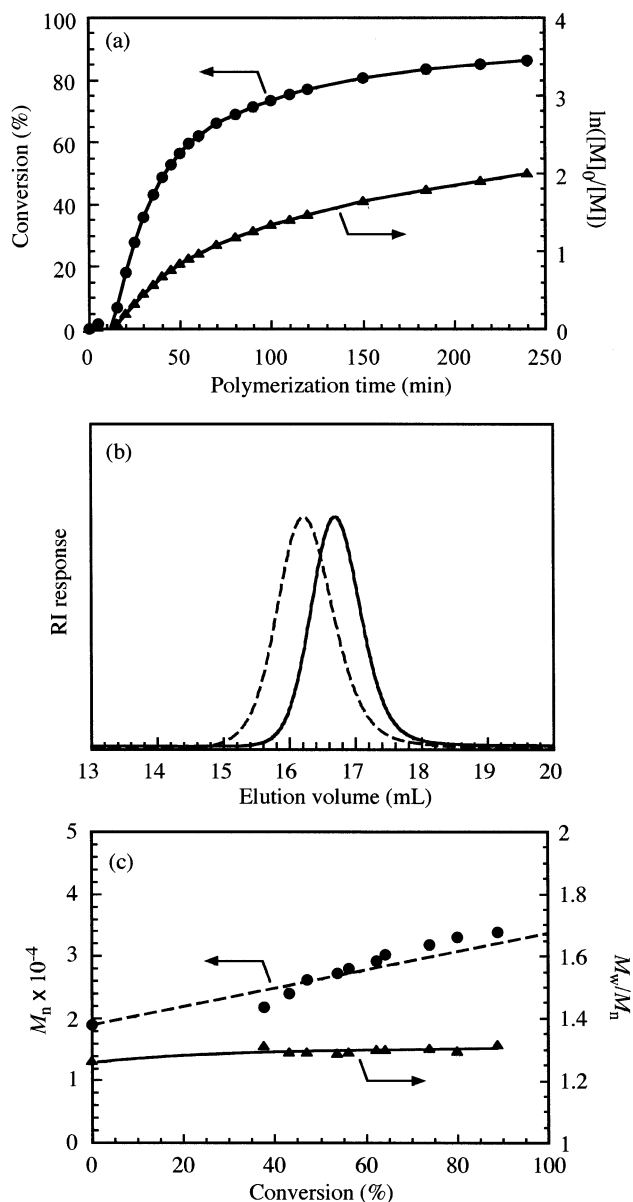 (a)
100
80
60
40
20
0
Conversion (%)
4
3
2
1
0
ln([M]0/[M])
0 50 100 150 200 250
Polymerization time (min)
(b)
RI response
13 14 15 16 17 18 19 20
Elution volume (mL)
(c)
5
4
3
2
1
0
Mn x 10-4
2
1.8
1.6
1.4
1.2
1
Mw/Mn
0 20 40 60 80 100
Conversion (%)